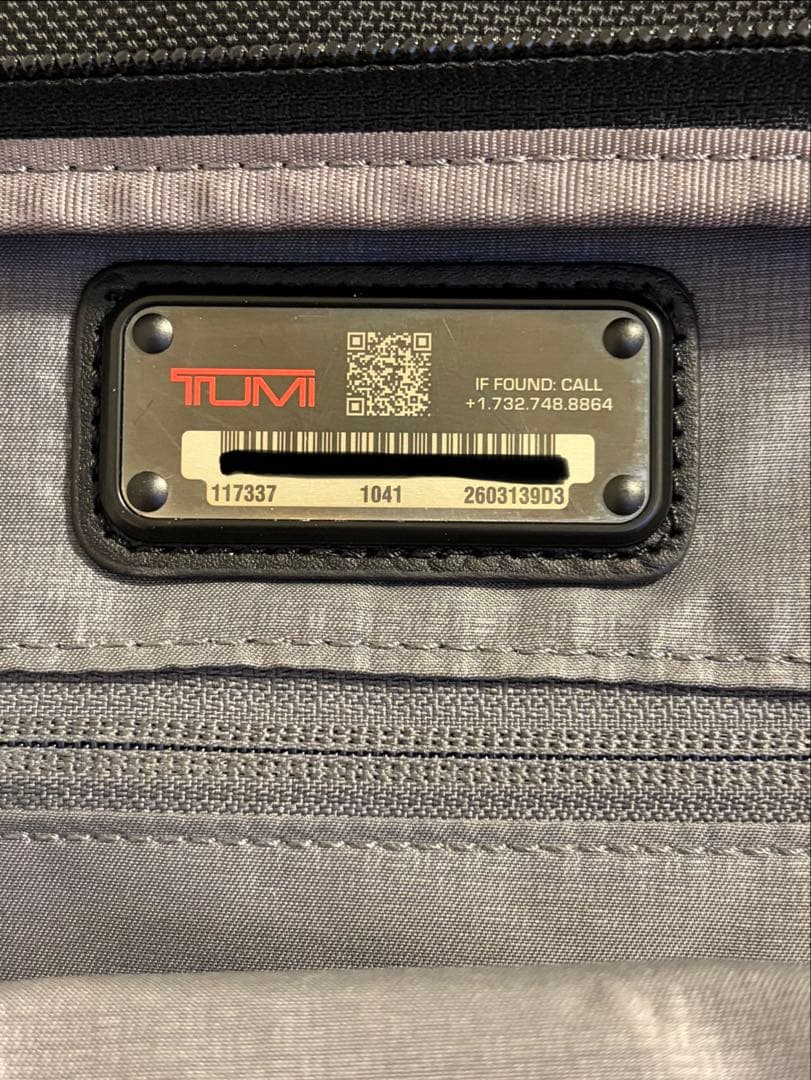 TUMI
IF FOUND: CALL
+1.732.748.8864
117337 1041 2603139D3